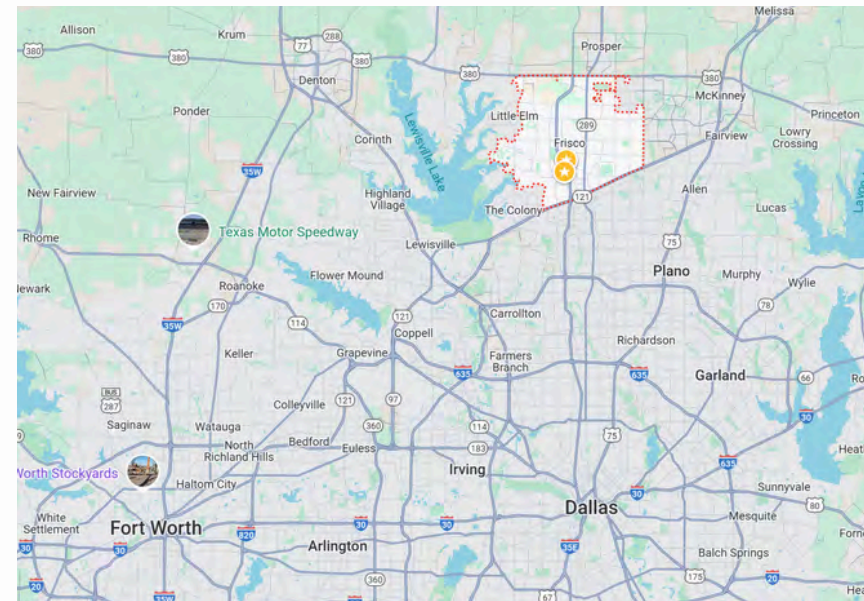 Allison
Krum
288
Melissa
380
77
380
Prosper
Denton
380
380
McKinney
Ponder
Little Elm
289
Princeton
Corinth
Lewisville Lake
Frisco
Fairview
Lowry
Crossing
35W
New Fairview
Highland
Village
Allen
The Colony
121
Lucas
Rhome
Texas Motor Speedway
Lewisville
75
Flower Mound
Plano
Murphy
Wylie
Roanoke
170
121
Carrollton
78
114
35W
Coppell
Richardson
Keller
Grapevine
Farmers
Branch
635
635
Garland
66
BUS
287
Colleyville
121
97
30
Saginaw
Watauga
360
114
75
North
Richland Hills
Bedford
Euless
183
635
Worth Stockyards
Irving
Haltom City
Sunnyvale
30
80
White
Settlement
Fort Worth
30
30
Dallas
Mesquite
30
30
820
Arlington
35E
Balch Springs
20
360
175
20
35W
67